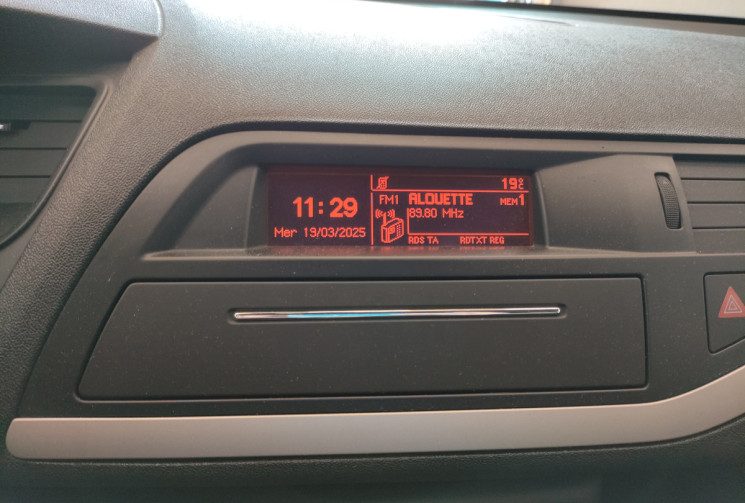 19°C
11:29
Mer 19/03/2025
FM1 ALOUETTE MEM1
89.80 MHz
RDS TA RDTXT REG